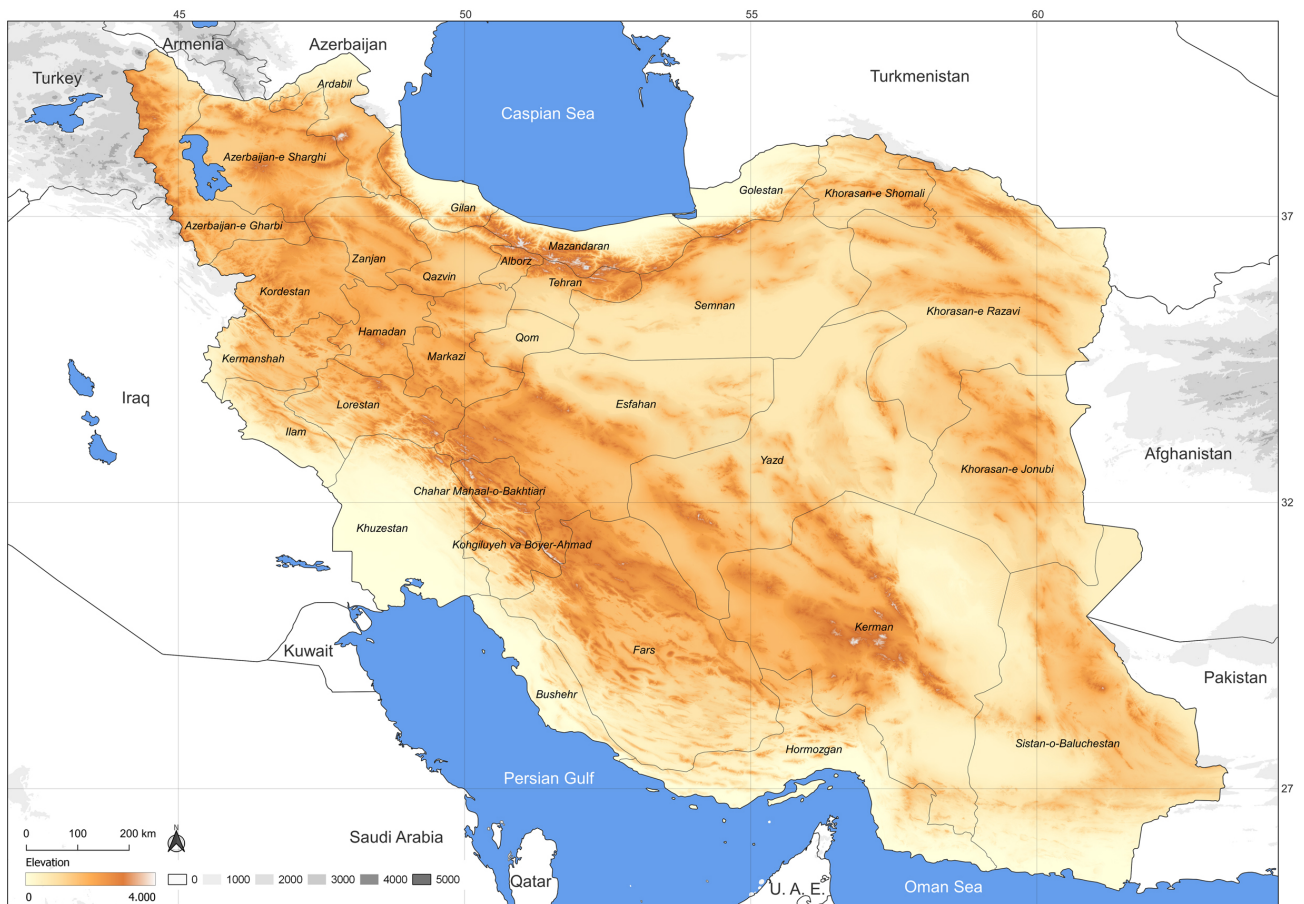 45
50
55
60
Armenia
Azerbaijan
Turkey
Turkmenistan
Ardabil
Caspian Sea
Azerbaijan-e Sharghi
Golestan
Khorasan-e Shomali
Gilan
37
Azerbaijan-e Gharbi
Mazandaran
Zanjan
Alborz
Qazvin
Tehran
Kordestan
Semnan
Khorasan-e Razavi
Hamadan
Qom
Kermanshah
Markazi
Iraq
Lorestan
Esfahan
Ilam
Yazd
Afghanistan
Khorasan-e Jonubi
Chahar Mahaal-o-Bakhtiari
32
Khuzestan
Kohgiluyeh va Boyer-Ahmad
Kerman
Kuwait
Fars
Pakistan
Bushehr
Sistan-o-Baluchestan
Hormozgan
Persian Gulf
27
0 100 200 km
N
Saudi Arabia
Elevation
0 1000 2000 3000 4000 5000
0 4.000
Qatar
U. A. E.
Oman Sea